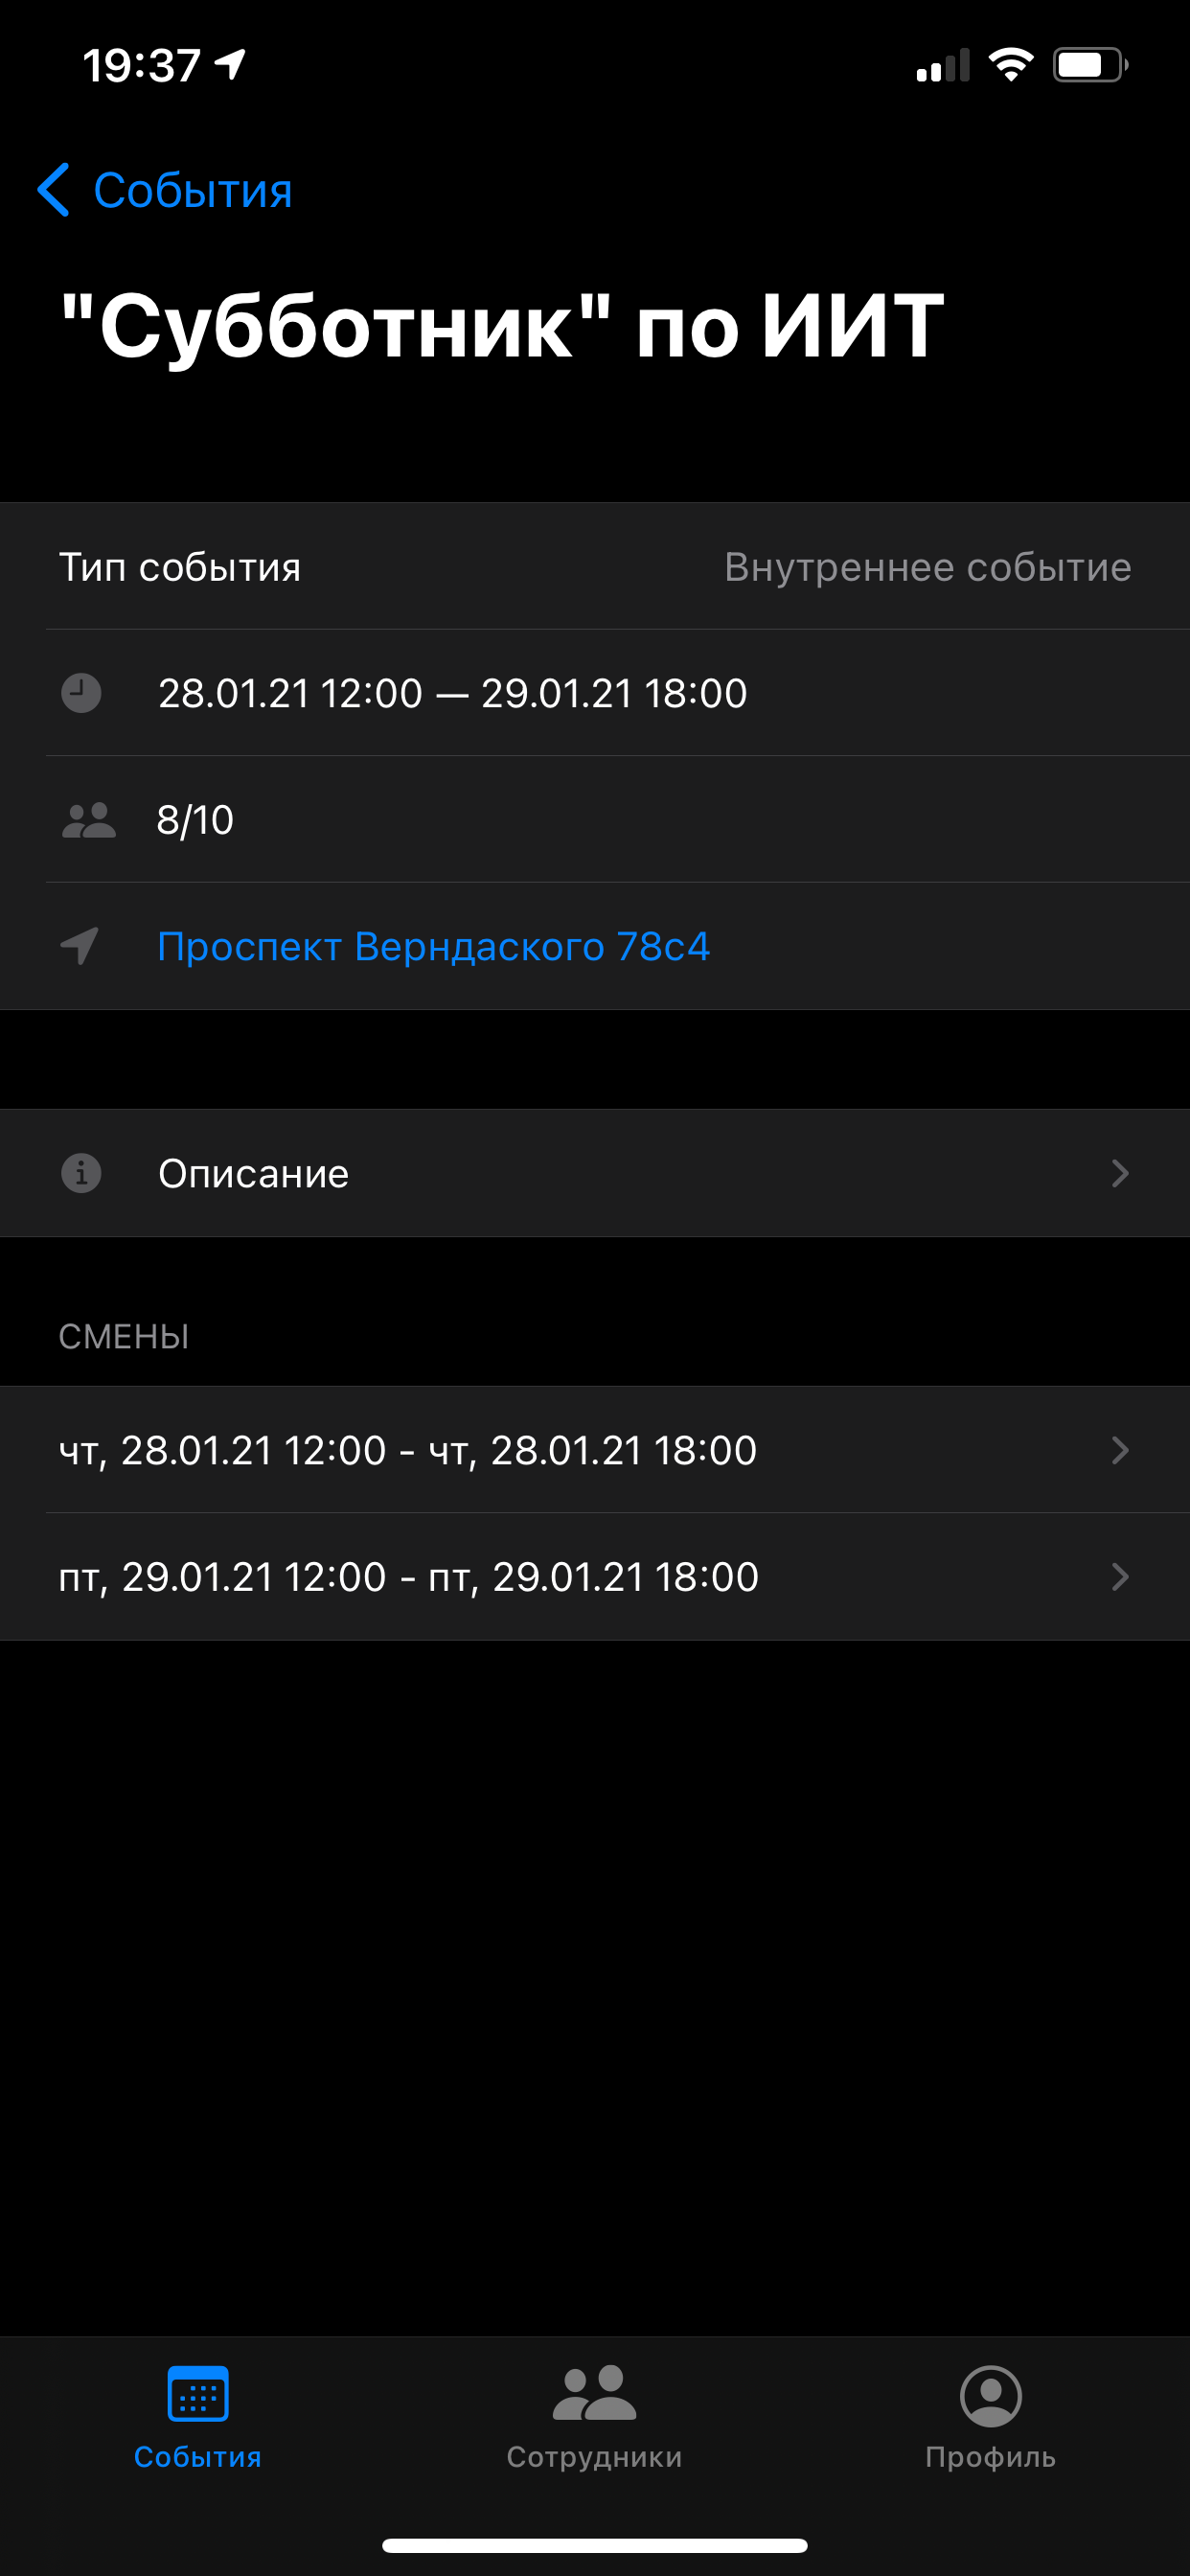 19:37
События
"Субботник" по ИИТ
Тип события Внутреннее событие
28.01.21 12:00 — 29.01.21 18:00
8/10
Проспект Верндаского 78с4
Описание
СМЕНЫ
чт, 28.01.21 12:00 - чт, 28.01.21 18:00
пт, 29.01.21 12:00 - пт, 29.01.21 18:00
События Сотрудники Профиль